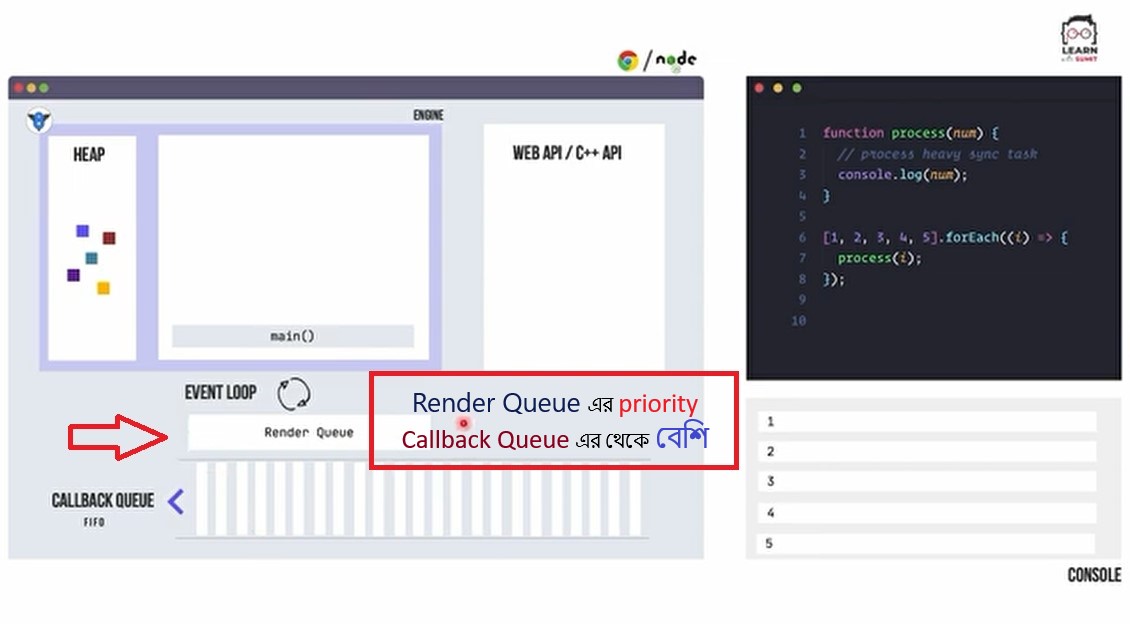 LEARN
with SUMIT
/ node
ENGINE
HEAP
WEB API / C++ API
main()
EVENT LOOP
Render Queue
Render Queue এর priority
Callback Queue এর থেকে বেশি
CALLBACK QUEUE
FIFO
1 function process(num) {
2 // process heavy sync task
3 console.log(num);
4 }
5
6 [1, 2, 3, 4, 5].forEach((i) => {
7 process(i);
8 });
9
10
1
2
3
4
5
CONSOLE